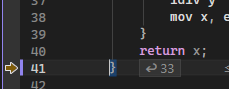 37 idiv y
38 mov x, e
39 }
40 return x;
41 } ↩33
42